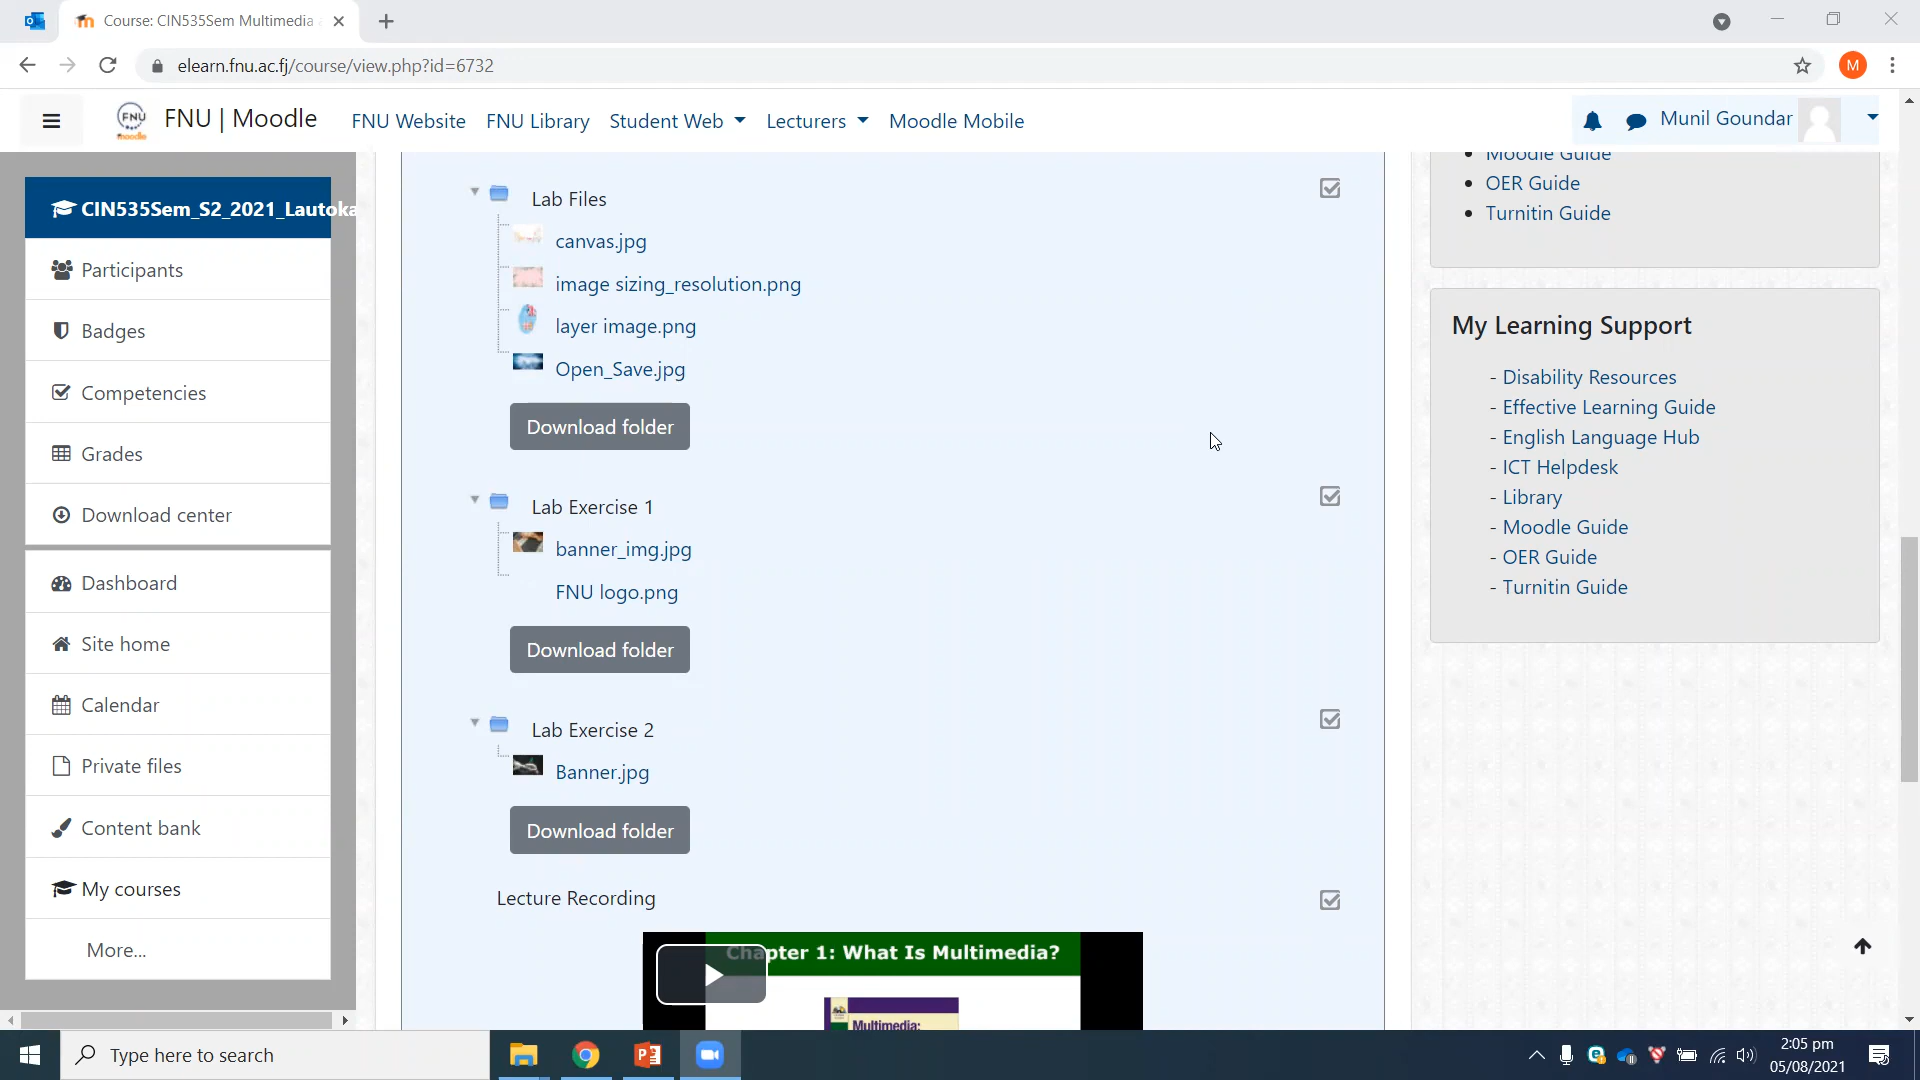 Course: CIN535Sem Multimedia
elearn.fnu.ac.fj/course/view.php?id=6732
M
FNU
moodle
FNU | Moodle
FNU Website
FNU Library
Student Web
Lecturers
Moodle Mobile
Munil Goundar
CIN535Sem_S2_2021_Lautoka
Participants
Badges
Competencies
Grades
Download center
Dashboard
Site home
Calendar
Private files
Content bank
My courses
More...
Lab Files
canvas.jpg
image sizing_resolution.png
layer image.png
Open_Save.jpg
Download folder
Lab Exercise 1
banner_img.jpg
FNU logo.png
Download folder
Lab Exercise 2
Banner.jpg
Download folder
Lecture Recording
Chapter 1: What Is Multimedia?
Multimedia:
Moodle Guide
OER Guide
Turnitin Guide
My Learning Support
- Disability Resources
- Effective Learning Guide
- English Language Hub
- ICT Helpdesk
- Library
- Moodle Guide
- OER Guide
- Turnitin Guide
Type here to search
2:05 pm
05/08/2021